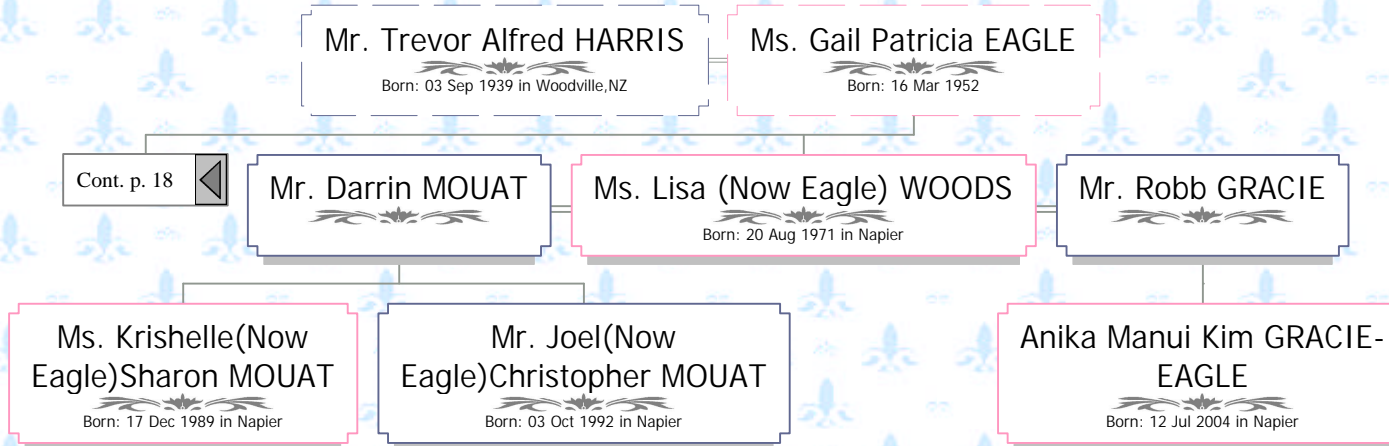 Mr. Trevor Alfred HARRIS
Born: 03 Sep 1939 in Woodville,NZ
Ms. Gail Patricia EAGLE
Born: 16 Mar 1952
Cont. p. 18
Mr. Darrin MOUAT
Ms. Lisa (Now Eagle) WOODS
Born: 20 Aug 1971 in Napier
Mr. Robb GRACIE
Ms. Krishelle(Now
Eagle)Sharon MOUAT
Born: 17 Dec 1989 in Napier
Mr. Joel(Now
Eagle)Christopher MOUAT
Born: 03 Oct 1992 in Napier
Anika Manui Kim GRACIE-
EAGLE
Born: 12 Jul 2004 in Napier